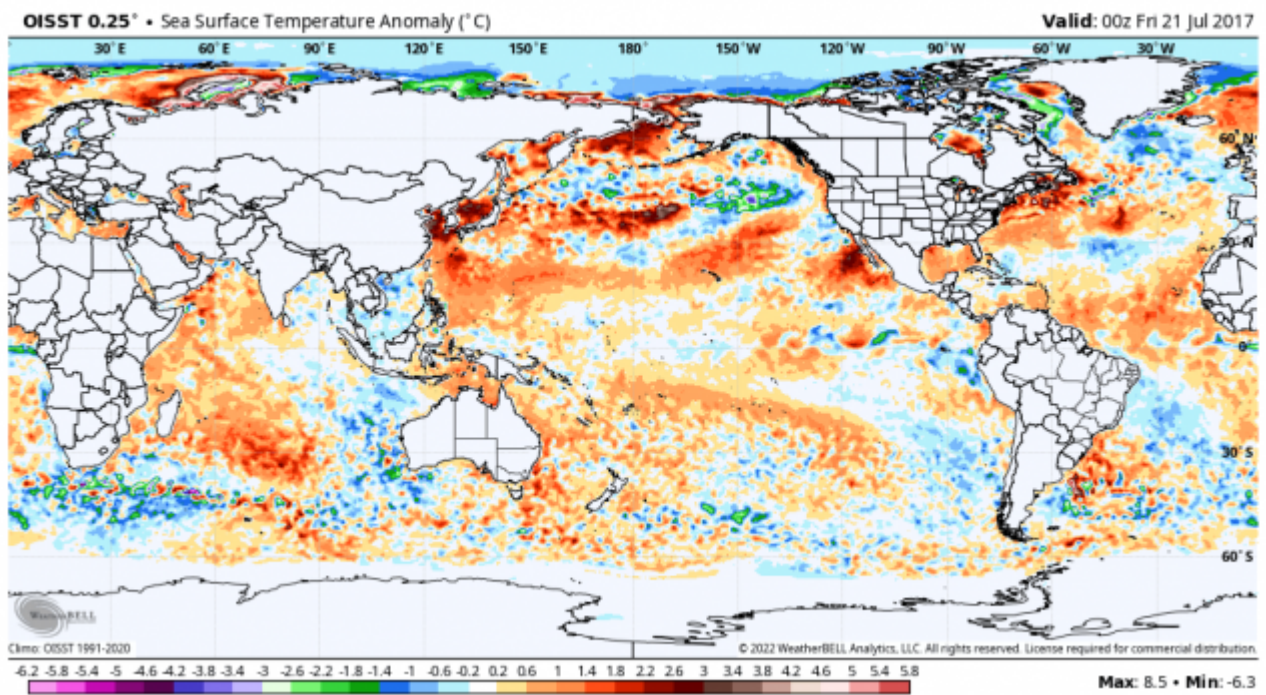 OISST 0.25° • Sea Surface Temperature Anomaly (°C) Valid: 00z Fri 21 Jul 2017
30°E 60°E 90°E 120°E 150°E 180° 150°W 120°W 90°W 60°W 30°W
60°N
30°N
0
30°S
60°S
WeatherBELL
Climo: OISST 1991-2020 © 2022 WeatherBELL Analytics, LLC. All rights reserved. License required for commercial distribution.
-6.2 -5.8 -5.4 -5 -4.6 -4.2 -3.8 -3.4 -3 -2.6 -2.2 -1.8 -1.4 -1 -0.6 -0.2 0.2 0.6 1 1.4 1.8 2.2 2.6 3 3.4 3.8 4.2 4.6 5 5.4 5.8
Max: 8.5 • Min: -6.3